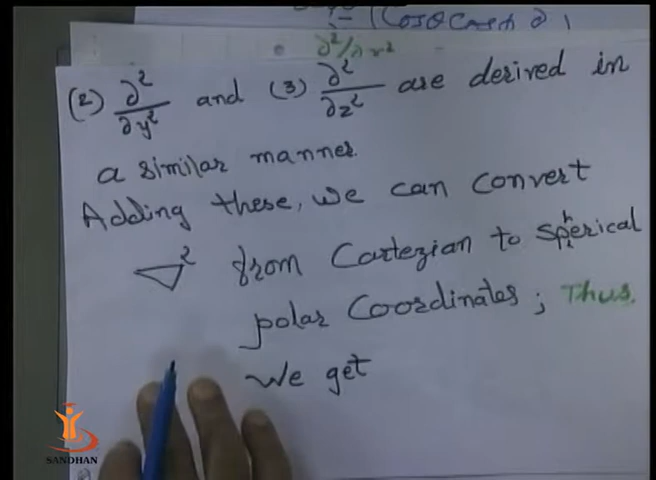 (2) ∂²/∂y² and (3) ∂²/∂z² are derived in
a similar manner.
Adding these, we can convert
∇² from Cartezian to spherical
polar Coordinates ; Thus.
we get
SANDHAN